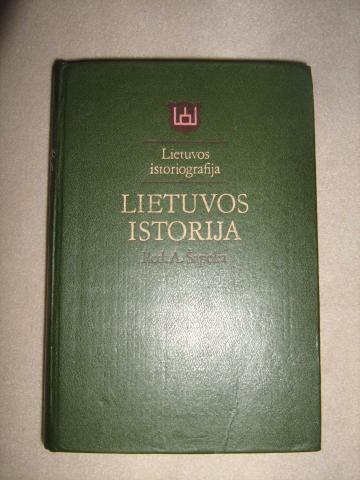 Lietuvos
istoriografija
LIETUVOS
ISTORIJA
Red. A. Šapoka